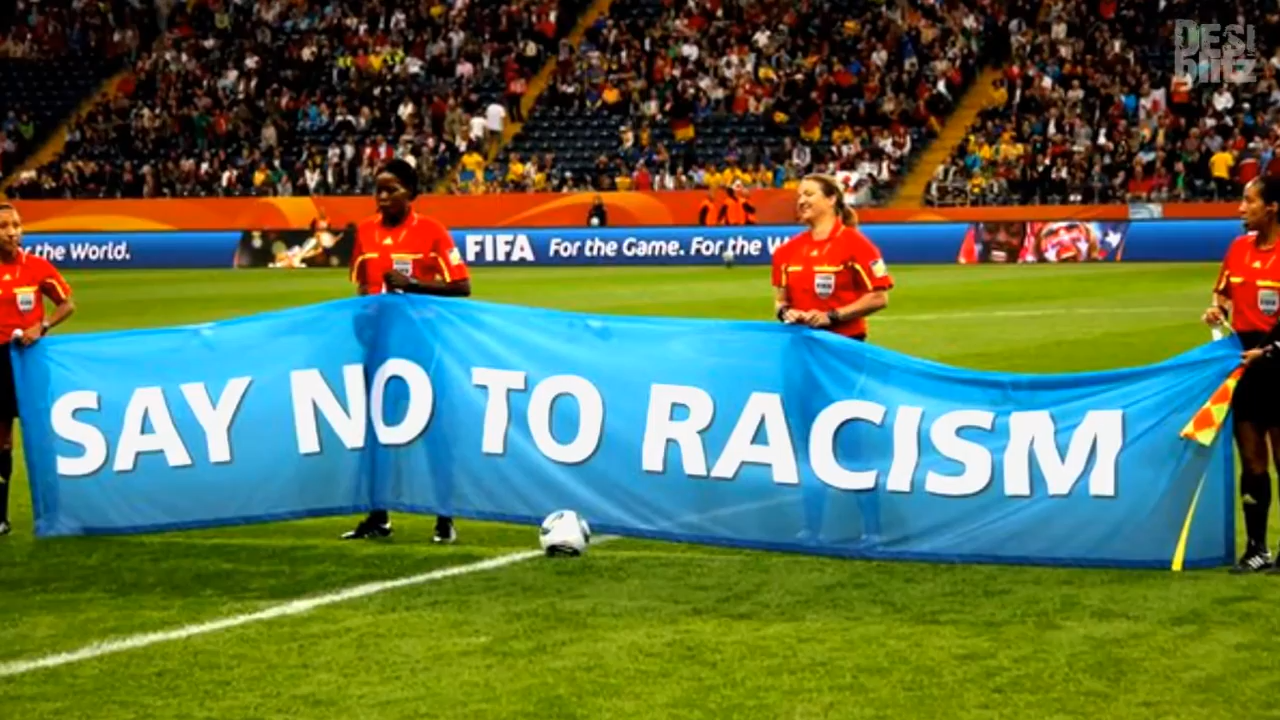 DESI
blitz
r the World.
FIFA For the Game. For the W
SAY NO TO RACISM